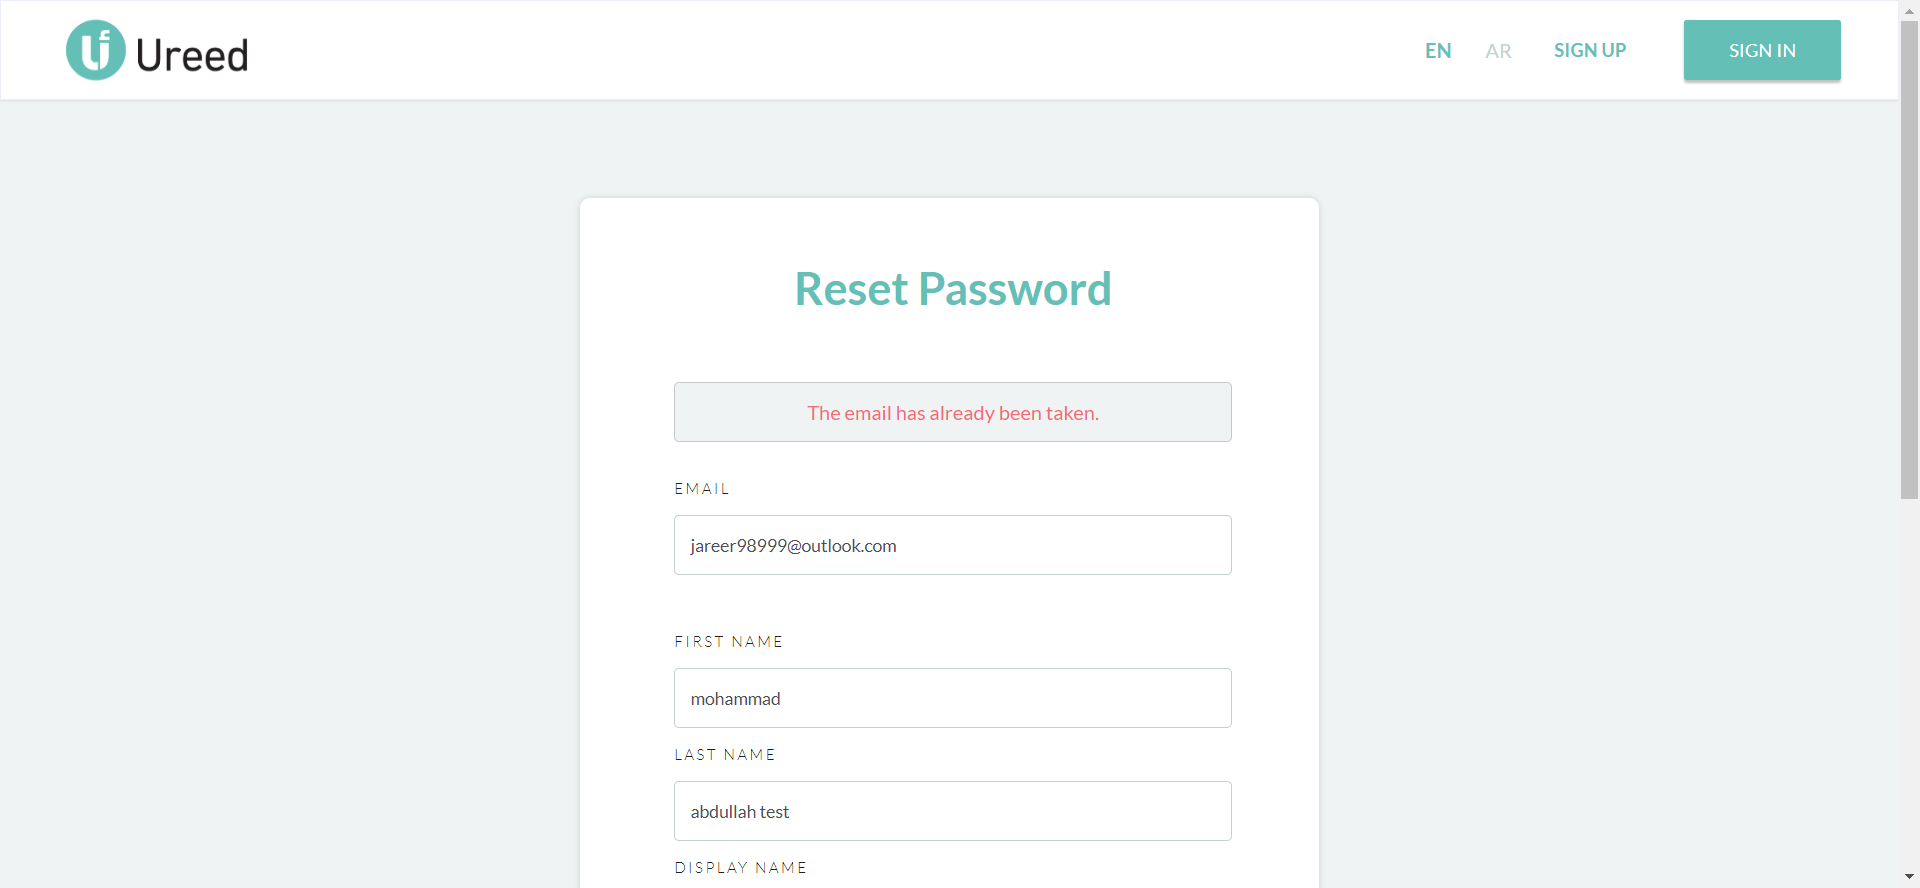 Ureed
EN AR SIGN UP SIGN IN
Reset Password
The email has already been taken.
EMAIL
jareer98999@outlook.com
FIRST NAME
mohammad
LAST NAME
abdullah test
DISPLAY NAME